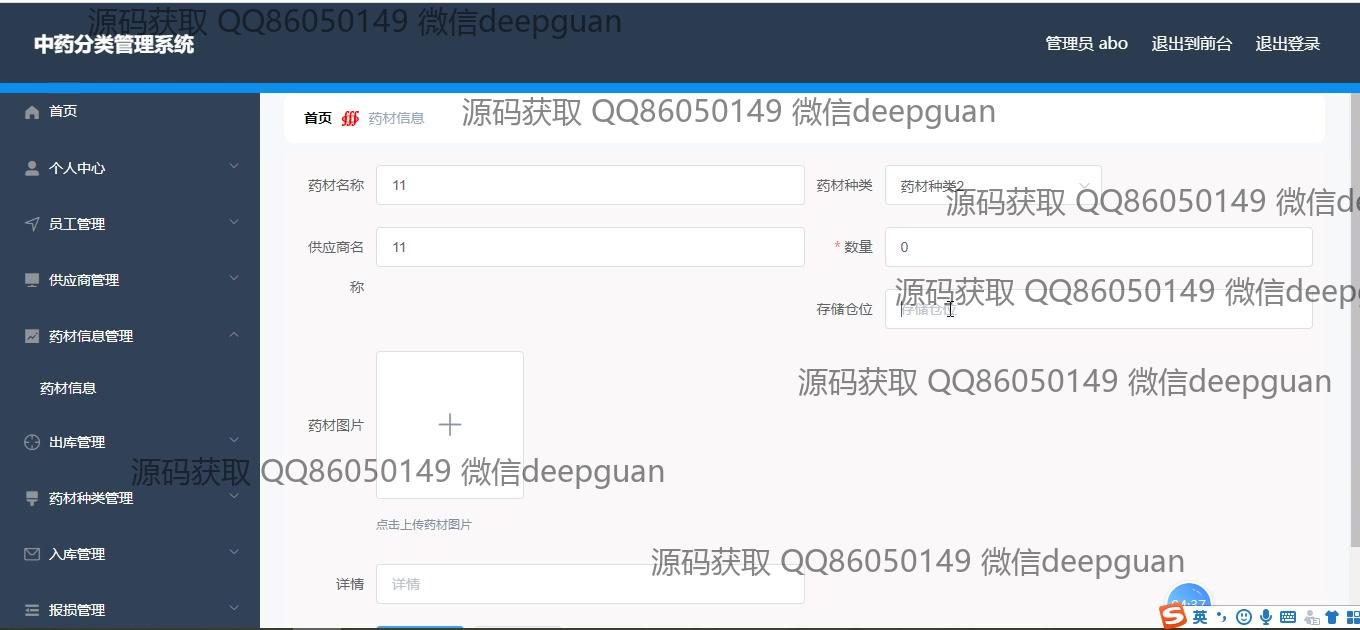 源码获取 QQ86050149 微信deepguan
中药分类管理系统
管理员 abo 退出到前台 退出登录
首页
首页 药材信息
源码获取 QQ86050149 微信deepguan
个人中心
药材名称 11 药材种类 药材种类2
源码获取 QQ86050149 微信de
员工管理
供应商名称 11 * 数量 0
供应商管理
源码获取 QQ86050149 微信deep
存储仓位 存储仓位
药材信息管理
药材信息
源码获取 QQ86050149 微信deepguan
药材图片
出库管理
源码获取 QQ86050149 微信deepguan
药材种类管理
点击上传药材图片
入库管理
源码获取 QQ86050149 微信deepguan
详情 详情
报损管理
04:37
英